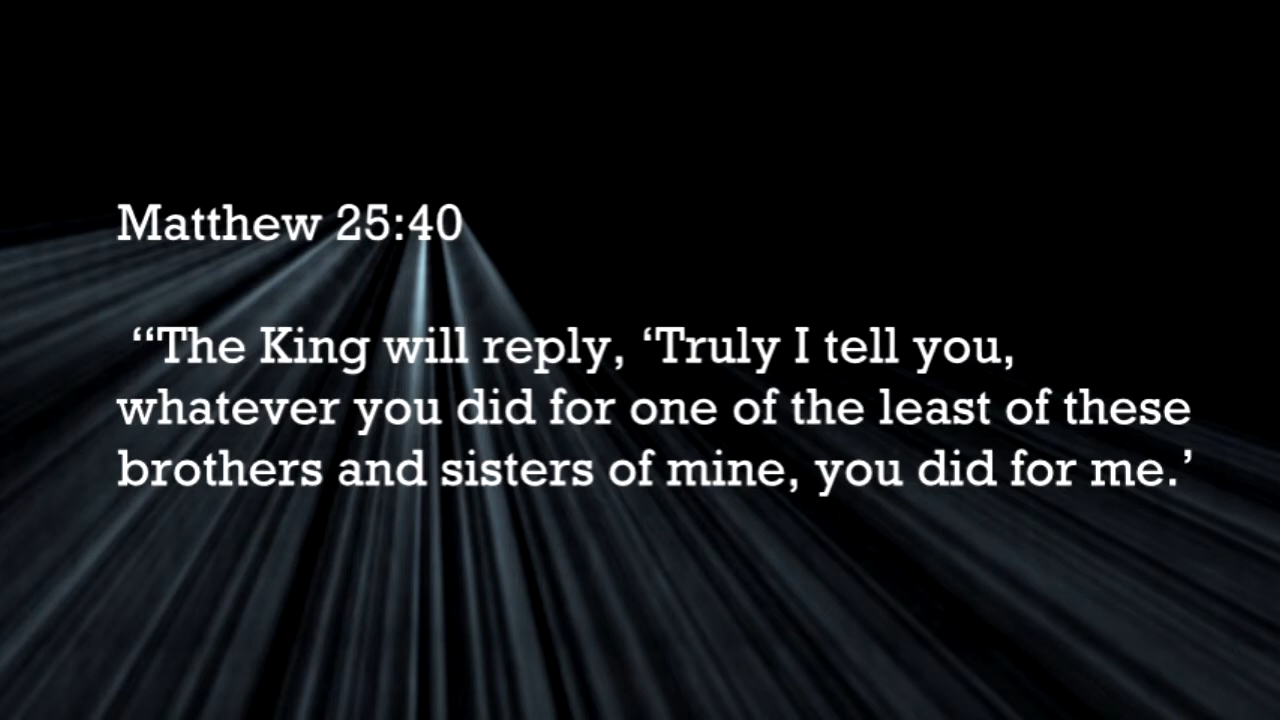 Matthew 25:40
“The King will reply, ‘Truly I tell you,
whatever you did for one of the least of these
brothers and sisters of mine, you did for me.’